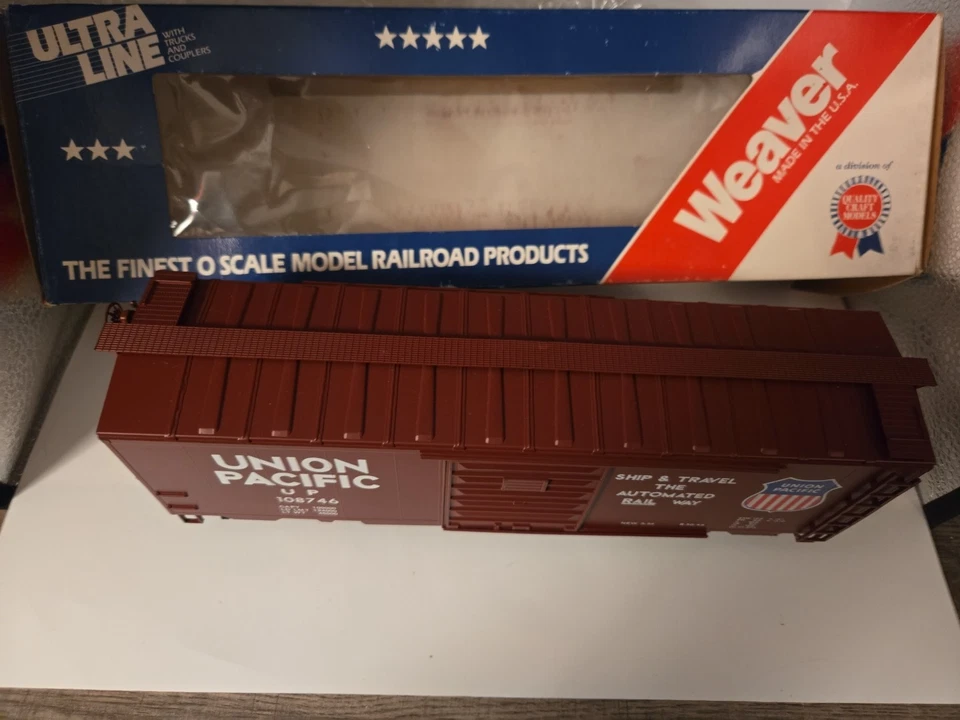 ULTRA
LINE
WITH
TRUCKS
AND
COUPLERS
Weaver
MADE IN THE U.S.A.
a division of
QUALITY
CRAFT
MODELS
THE FINEST O SCALE MODEL RAILROAD PRODUCTS
UNION
PACIFIC
U P
108746
SHIP & TRAVEL
THE
AUTOMATED
RAIL WAY
UNION
PACIFIC